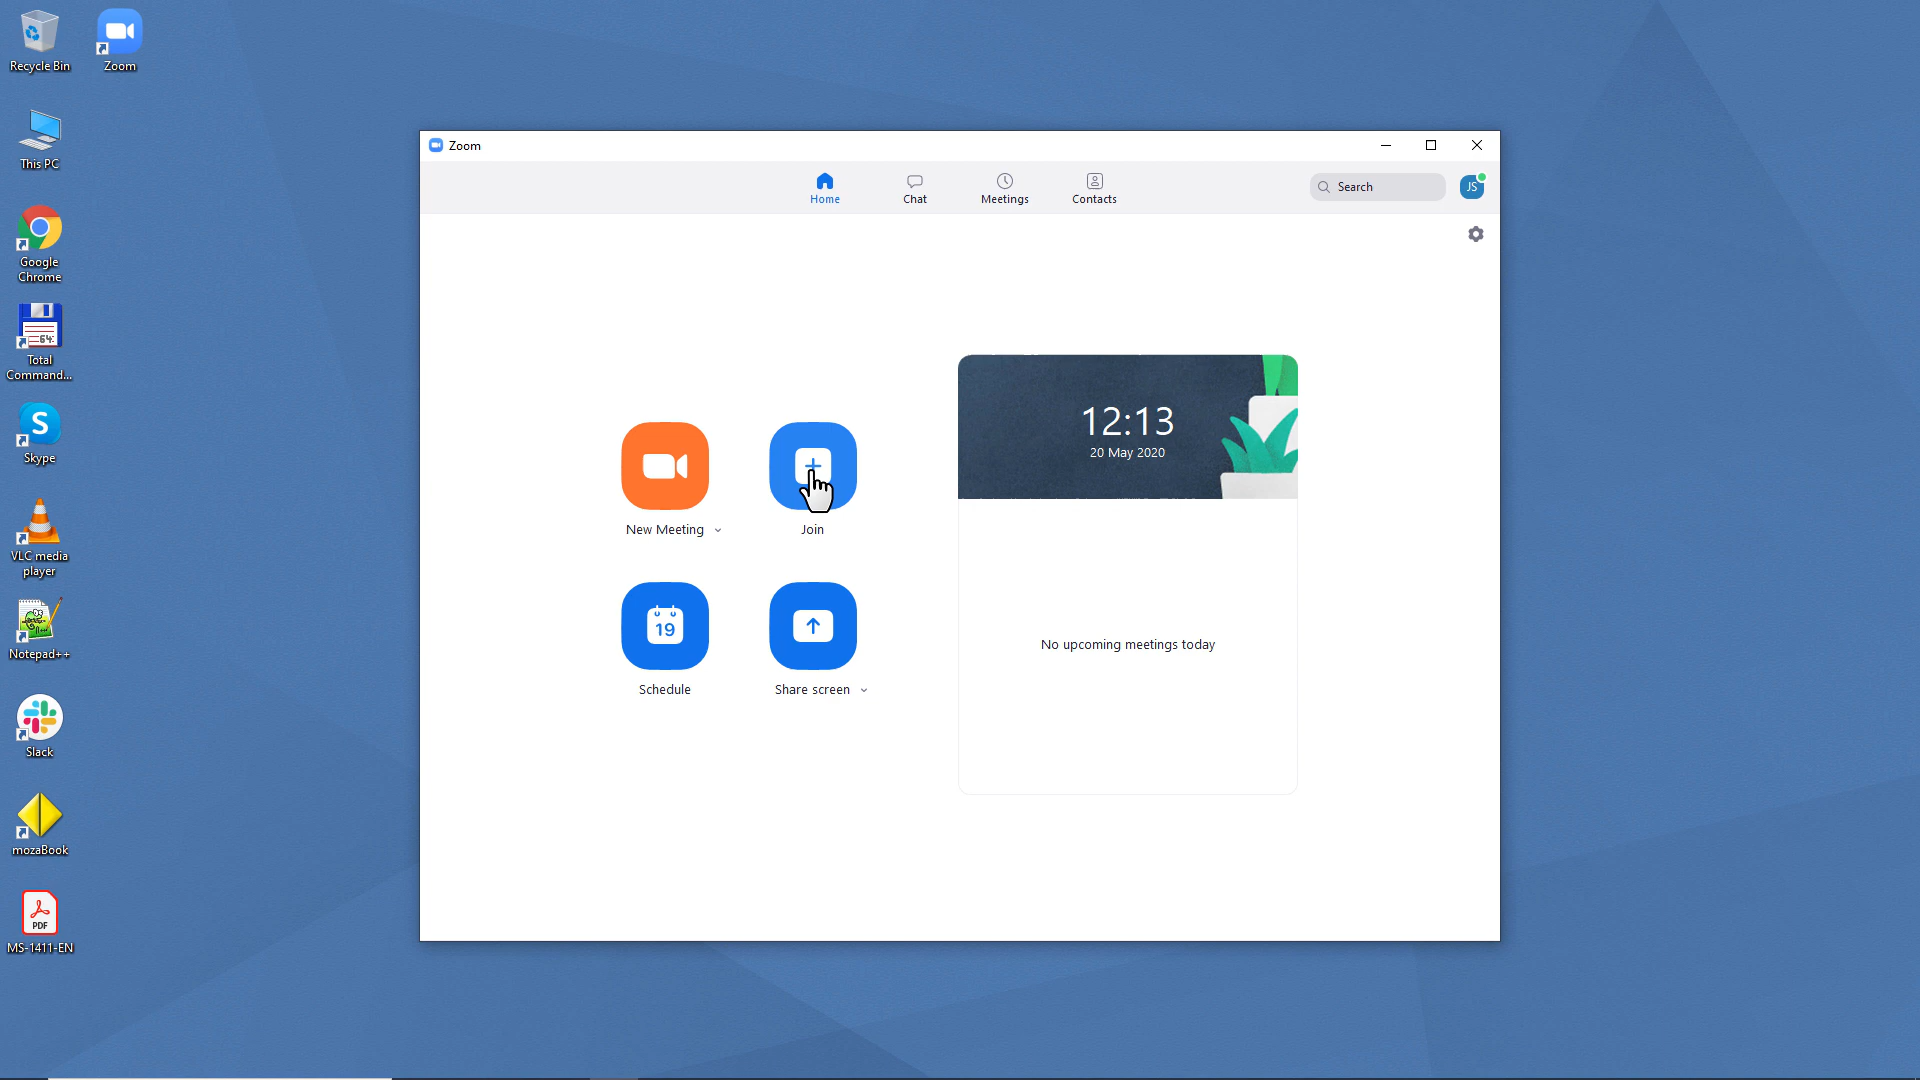 Recycle Bin
Zoom
This PC
Google
Chrome
64
Total
Command...
S
Skype
VLC media
player
Notepad++
Slack
mozaBook
PDF
MS-1411-EN
Zoom
Home
Chat
Meetings
Contacts
Search
JS
New Meeting
Join
19
Schedule
Share screen
12:13
20 May 2020
No upcoming meetings today